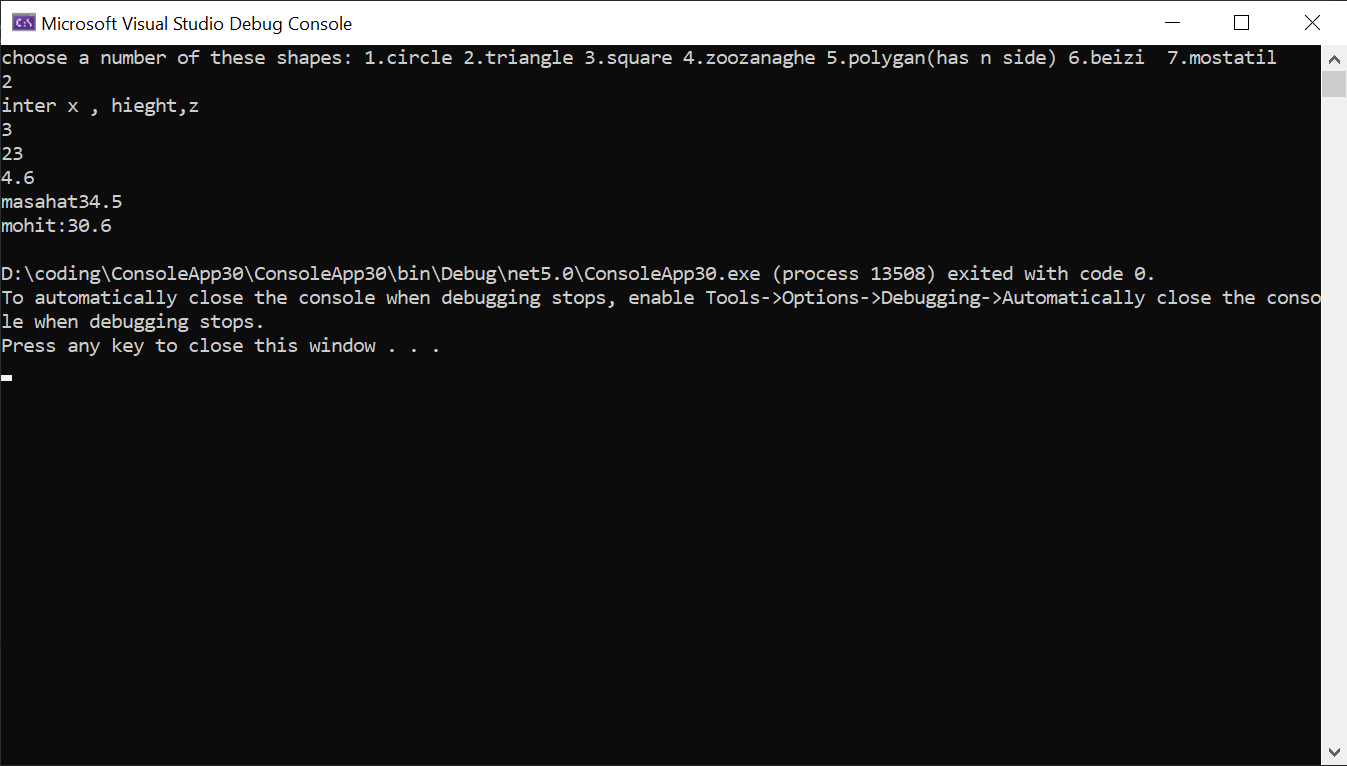 Microsoft Visual Studio Debug Console
choose a number of these shapes: 1.circle 2.triangle 3.square 4.zoozanaghe 5.polygan(has n side) 6.beizi  7.mostatil
2
inter x , hieght,z
3
23
4.6
masahat34.5
mohit:30.6
D:\coding\ConsoleApp30\ConsoleApp30\bin\Debug\net5.0\ConsoleApp30.exe (process 13508) exited with code 0.
To automatically close the console when debugging stops, enable Tools->Options->Debugging->Automatically close the conso
le when debugging stops.
Press any key to close this window . . .